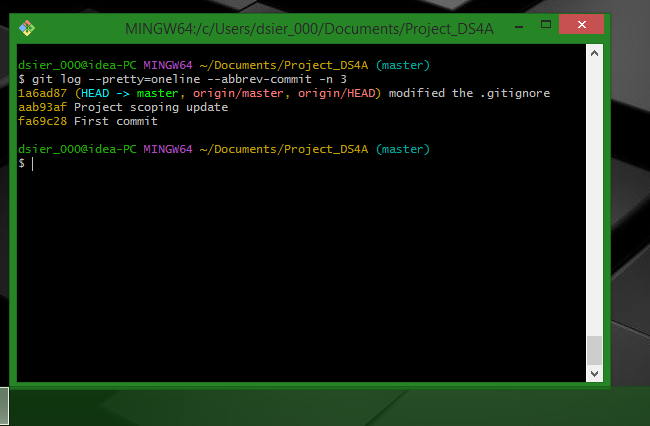 MINGW64:/c/Users/dsier_000/Documents/Project_DS4A
dsier_000@idea-PC MINGW64 ~/Documents/Project_DS4A (master)
$ git log --pretty=oneline --abbrev-commit -n 3
1a6ad87 (HEAD -> master, origin/master, origin/HEAD) modified the .gitignore
aab93af Project scoping update
fa69c28 First commit
dsier_000@idea-PC MINGW64 ~/Documents/Project_DS4A (master)
$